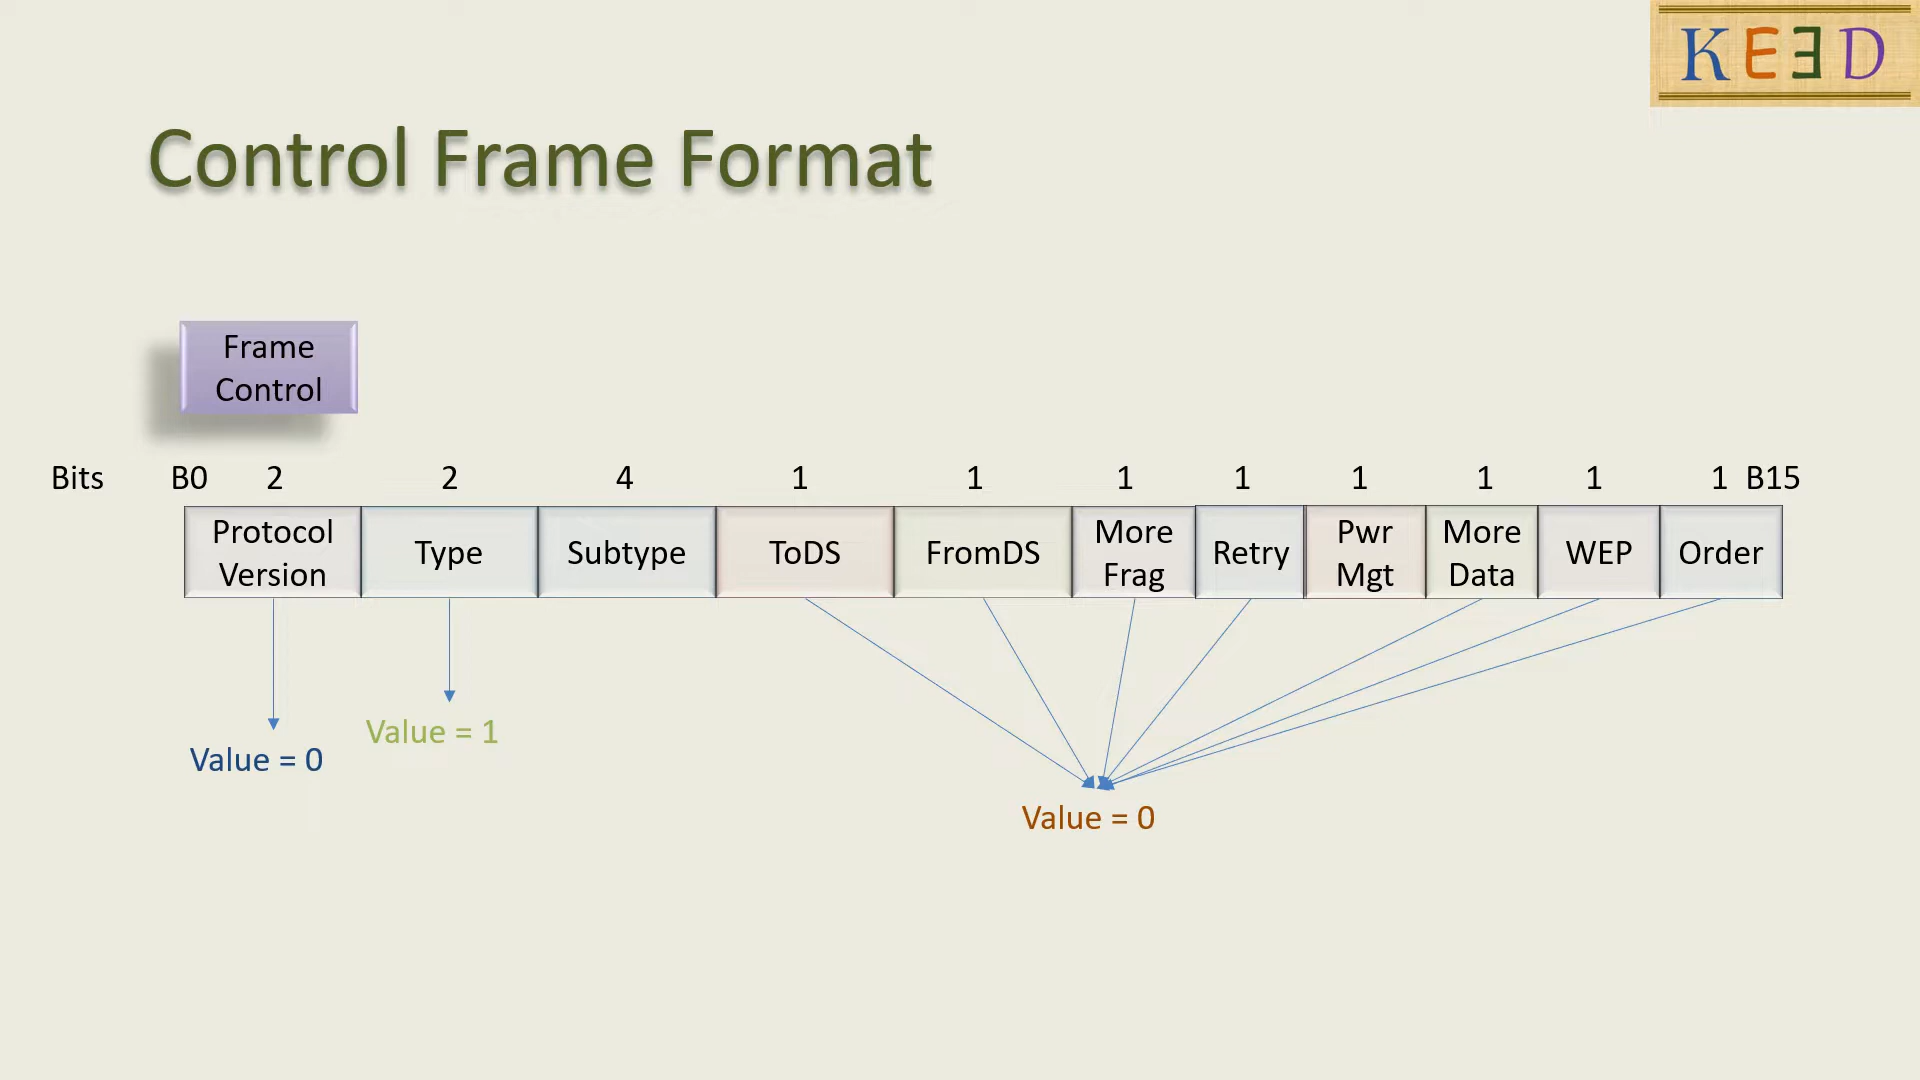 KEED
Control Frame Format
Frame
Control
Bits B0 2 2 4 1 1 1 1 1 1 1 1 B15
Protocol
Version
Type
Subtype
ToDS
FromDS
More
Frag
Retry
Pwr
Mgt
More
Data
WEP
Order
Value = 1
Value = 0
Value = 0